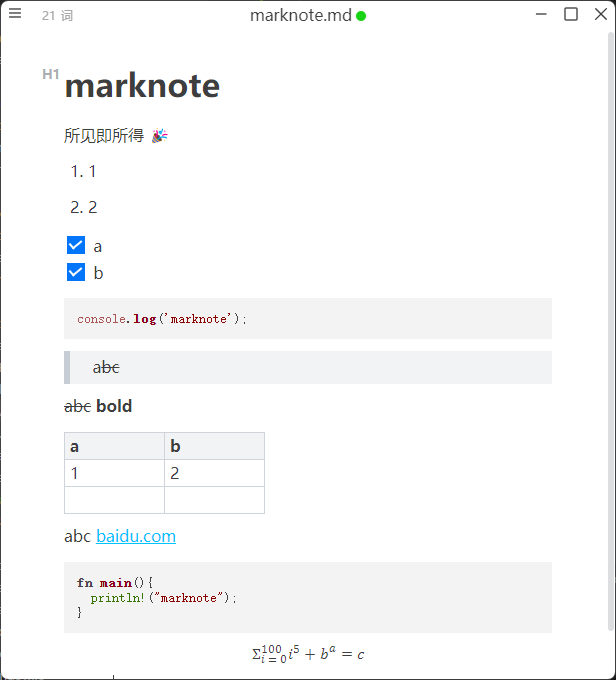 21 词
marknote.md
H1
marknote
所见即所得 🎉
1. 1
2. 2
a
b
console.log('marknote');
abc
abc bold
a b
1 2
abc baidu.com
fn main(){
println!("marknote");
}
Σ_{i = 0}^{100} i^5 + b^a = c